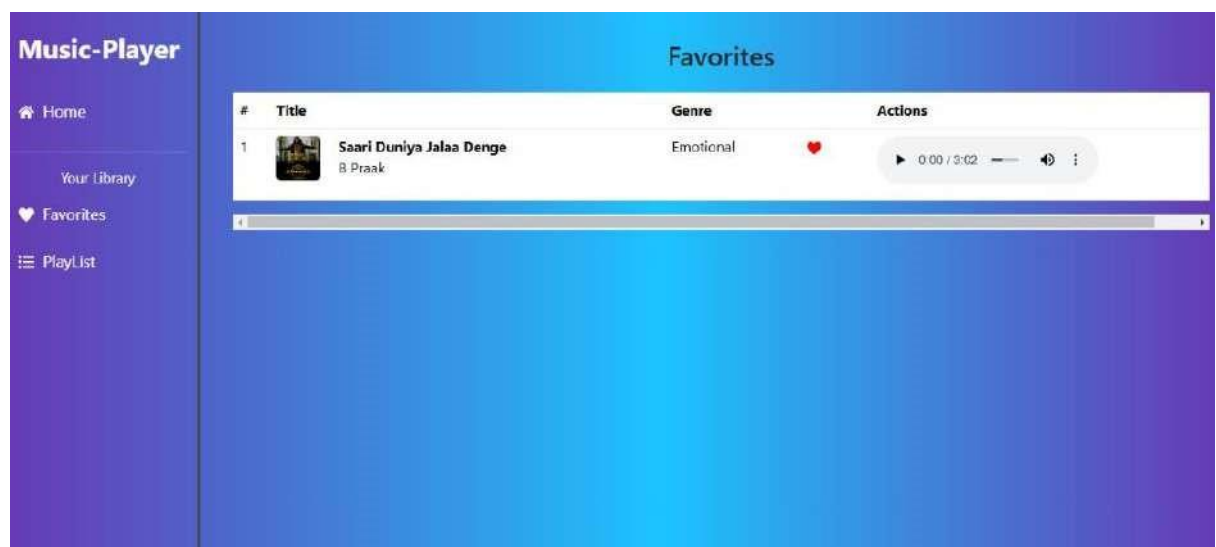 Music-Player
Home
Your Library
Favorites
PlayList
Favorites
# Title Genre Actions
1 Saari Duniya Jalaa Denge Emotional 0:00 / 3:02
B Praak